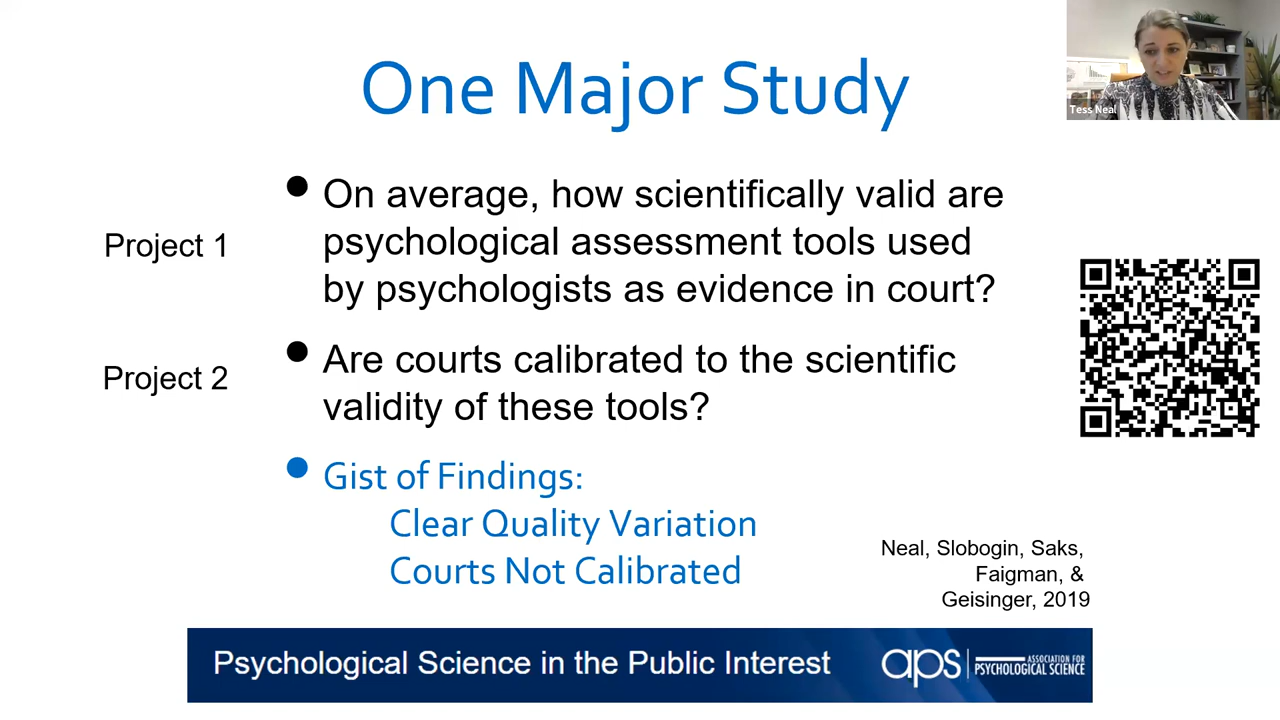 One Major Study
Tess Neal
Project 1
• On average, how scientifically valid are
psychological assessment tools used
by psychologists as evidence in court?
Project 2
• Are courts calibrated to the scientific
validity of these tools?
• Gist of Findings:
Clear Quality Variation
Courts Not Calibrated
Neal, Slobogin, Saks,
Faigman, &
Geisinger, 2019
Psychological Science in the Public Interest
aps
ASSOCIATION FOR
PSYCHOLOGICAL SCIENCE